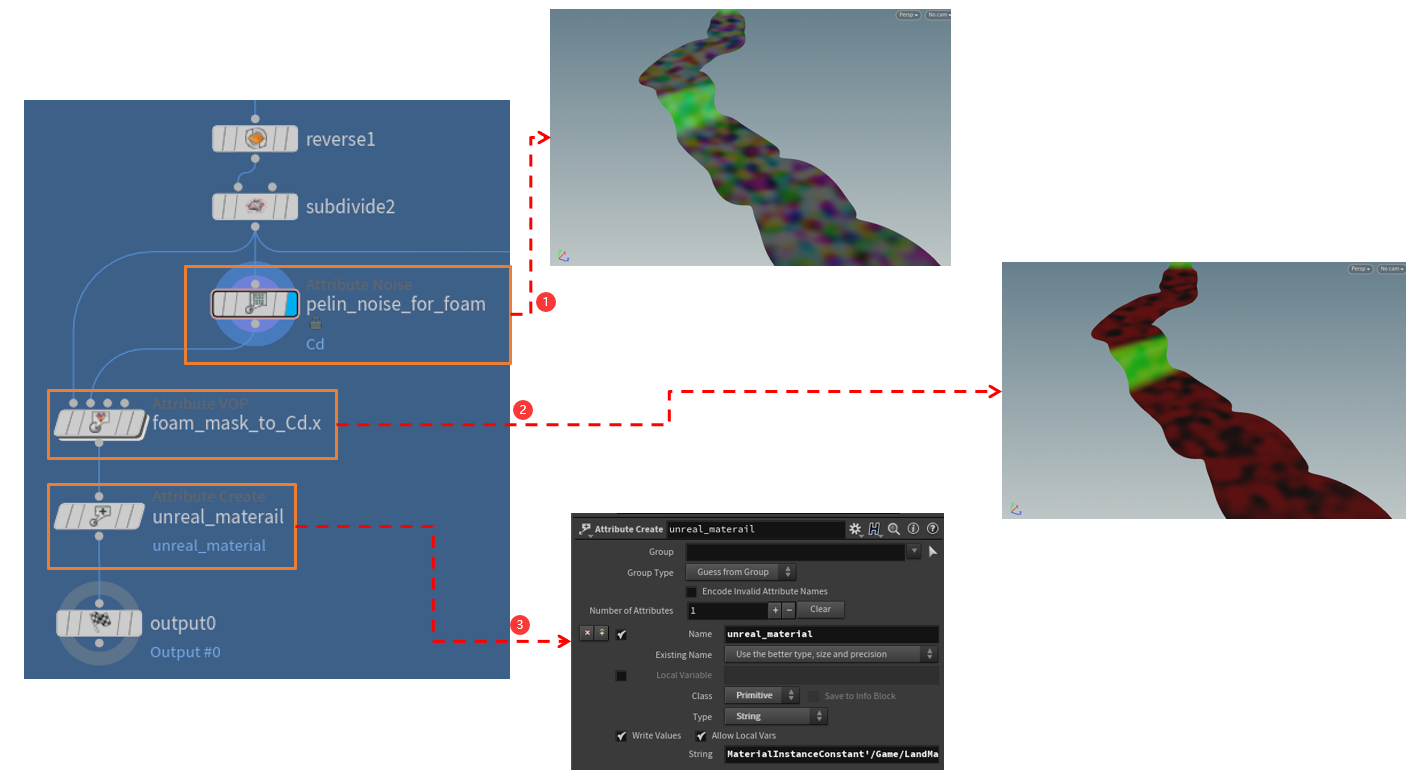 Persp
No cam
reverse1
subdivide2
Attribute Noise
pelin_noise_for_foam
Cd
1
Persp
No cam
Attribute VOP
foam_mask_to_Cd.x
2
Attribute Create
unreal_materail
unreal_material
output0
Output #0
3
Attribute Create unreal_materail
Group
Group Type Guess from Group
Encode Invalid Attribute Names
Number of Attributes 1 + − Clear
Name unreal_material
Existing Name Use the better type, size and precision
Local Variable
Class Primitive Save to Info Block
Type String
Write Values Allow Local Vars
String MaterialInstanceConstant'/Game/LandMa